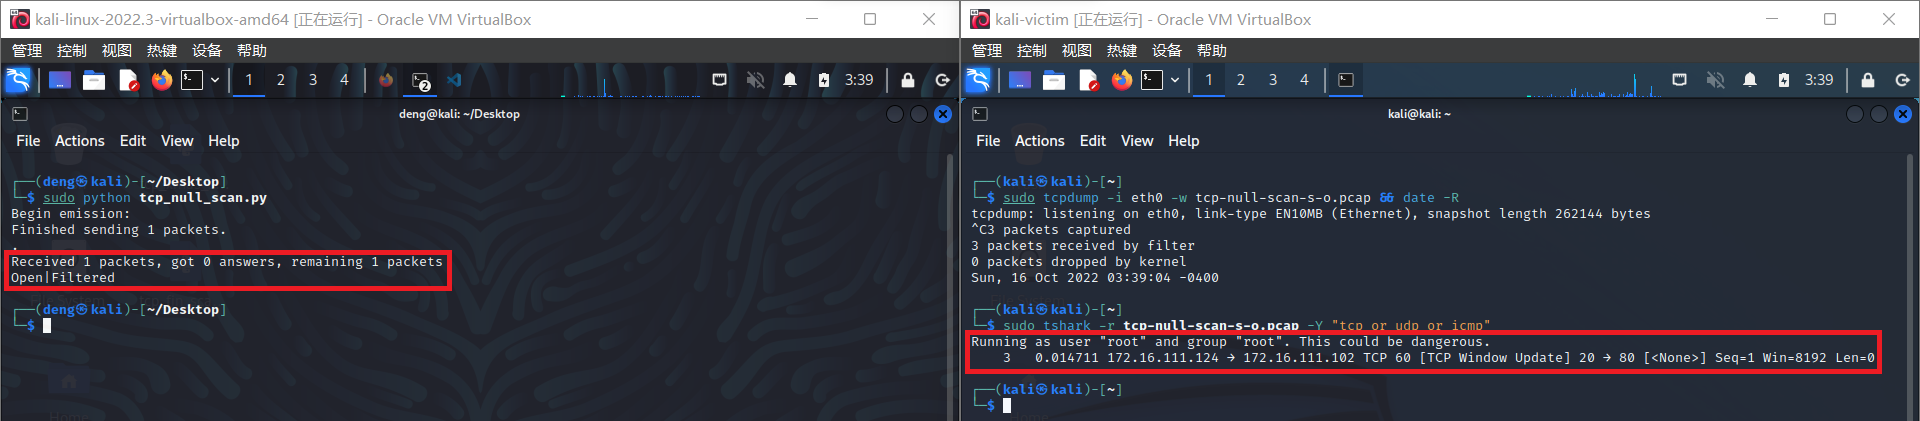 kali-linux-2022.3-virtualbox-amd64 [正在运行] - Oracle VM VirtualBox
管理 控制 视图 热键 设备 帮助
1 2 3 4 2 3:39
deng@kali: ~/Desktop
File Actions Edit View Help
┌──(deng㉿kali)-[~/Desktop]
└─$ sudo python tcp_null_scan.py
Begin emission:
Finished sending 1 packets.
.
Received 1 packets, got 0 answers, remaining 1 packets
Open|Filtered
┌──(deng㉿kali)-[~/Desktop]
└─$
kali-victim [正在运行] - Oracle VM VirtualBox
管理 控制 视图 热键 设备 帮助
1 2 3 4 3:39
kali@kali: ~
File Actions Edit View Help
┌──(kali㉿kali)-[~]
└─$ sudo tcpdump -i eth0 -w tcp-null-scan-s-o.pcap && date -R
tcpdump: listening on eth0, link-type EN10MB (Ethernet), snapshot length 262144 bytes
^C3 packets captured
3 packets received by filter
0 packets dropped by kernel
Sun, 16 Oct 2022 03:39:04 -0400
┌──(kali㉿kali)-[~]
└─$ sudo tshark -r tcp-null-scan-s-o.pcap -Y "tcp or udp or icmp"
Running as user "root" and group "root". This could be dangerous.
3 0.014711 172.16.111.124 → 172.16.111.102 TCP 60 [TCP Window Update] 20 → 80 [<None>] Seq=1 Win=8192 Len=0
┌──(kali㉿kali)-[~]
└─$